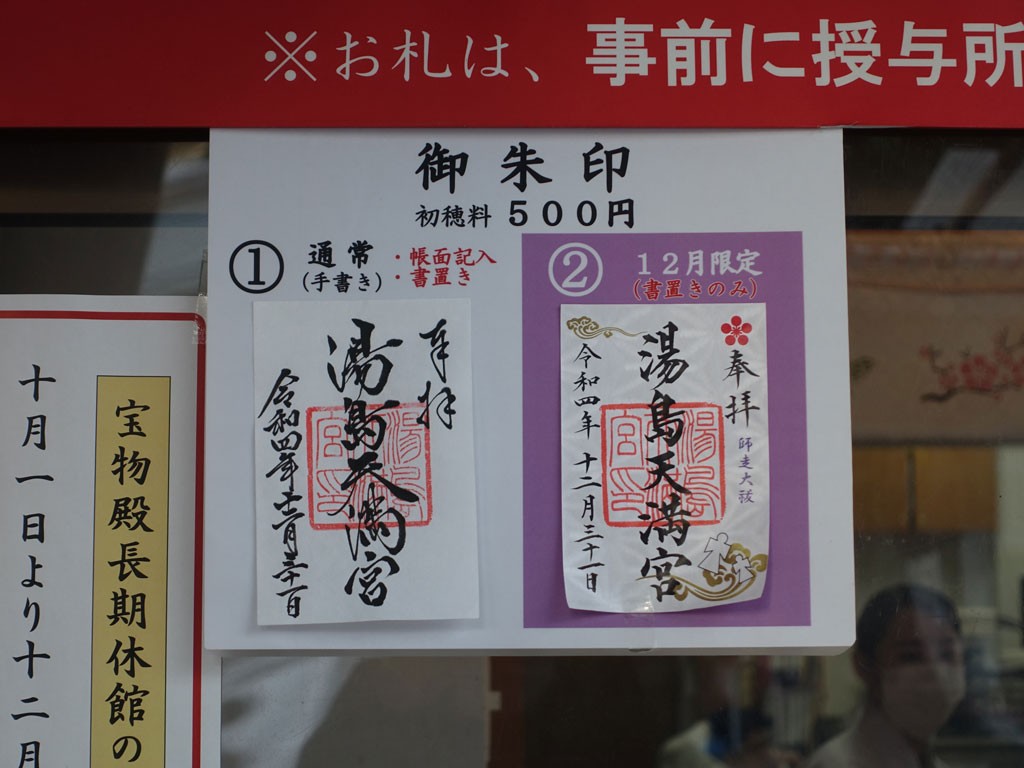 ※お札は、事前に授与所
御朱印
初穂料 500円
① 通常
(手書き)
・帳面記入
・書置き
奉拝
湯島天満宮
令和四年十二月三十一日
② 12月限定
(書置きのみ)
奉拝
師走大祓
湯島天満宮
令和四年 十二月三十一日
宝物殿長期休館の
十月一日より十二月